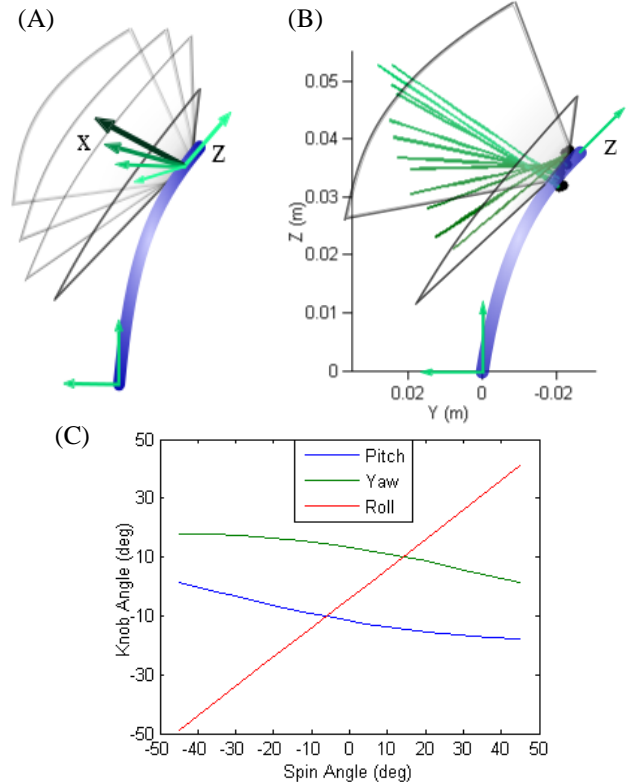 (A)
X
Z
(B)
0.05
0.04
0.03
0.02
0.01
0
Z (m)
0.02
0
-0.02
Y (m)
Z
(C)
50
30
10
-10
-30
-50
Knob Angle (deg)
Pitch
Yaw
Roll
-50 -40 -30 -20 -10 0 10 20 30 40 50
Spin Angle (deg)